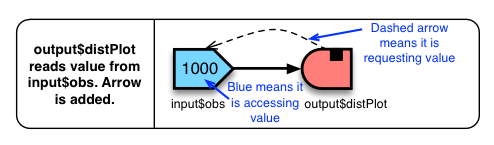 output$distPlot
reads value from
input$obs. Arrow
is added.
Dashed arrow
means it is
requesting value
1000
Blue means it
is accessing
value
input$obs
output$distPlot